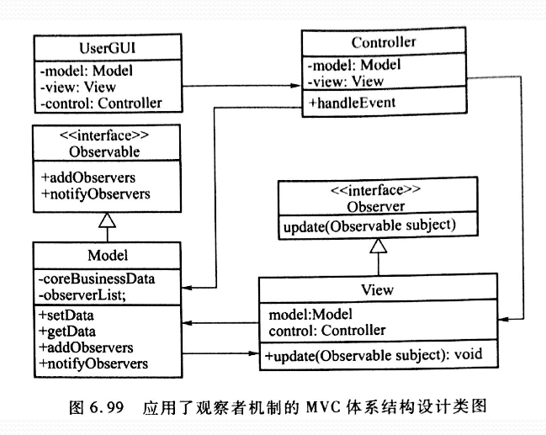 UserGUI
-model: Model
-view: View
-control: Controller
Controller
-model: Model
-view: View
+handleEvent
<<interface>>
Observable
+addObservers
+notifyObservers
<<interface>>
Observer
update(Observable subject)
Model
-coreBusinessData
-observerList;
+setData
+getData
+addObservers
+notifyObservers
View
model:Model
control: Controller
+update(Observable subject): void
图 6.99 应用了观察者机制的 MVC 体系结构设计类图